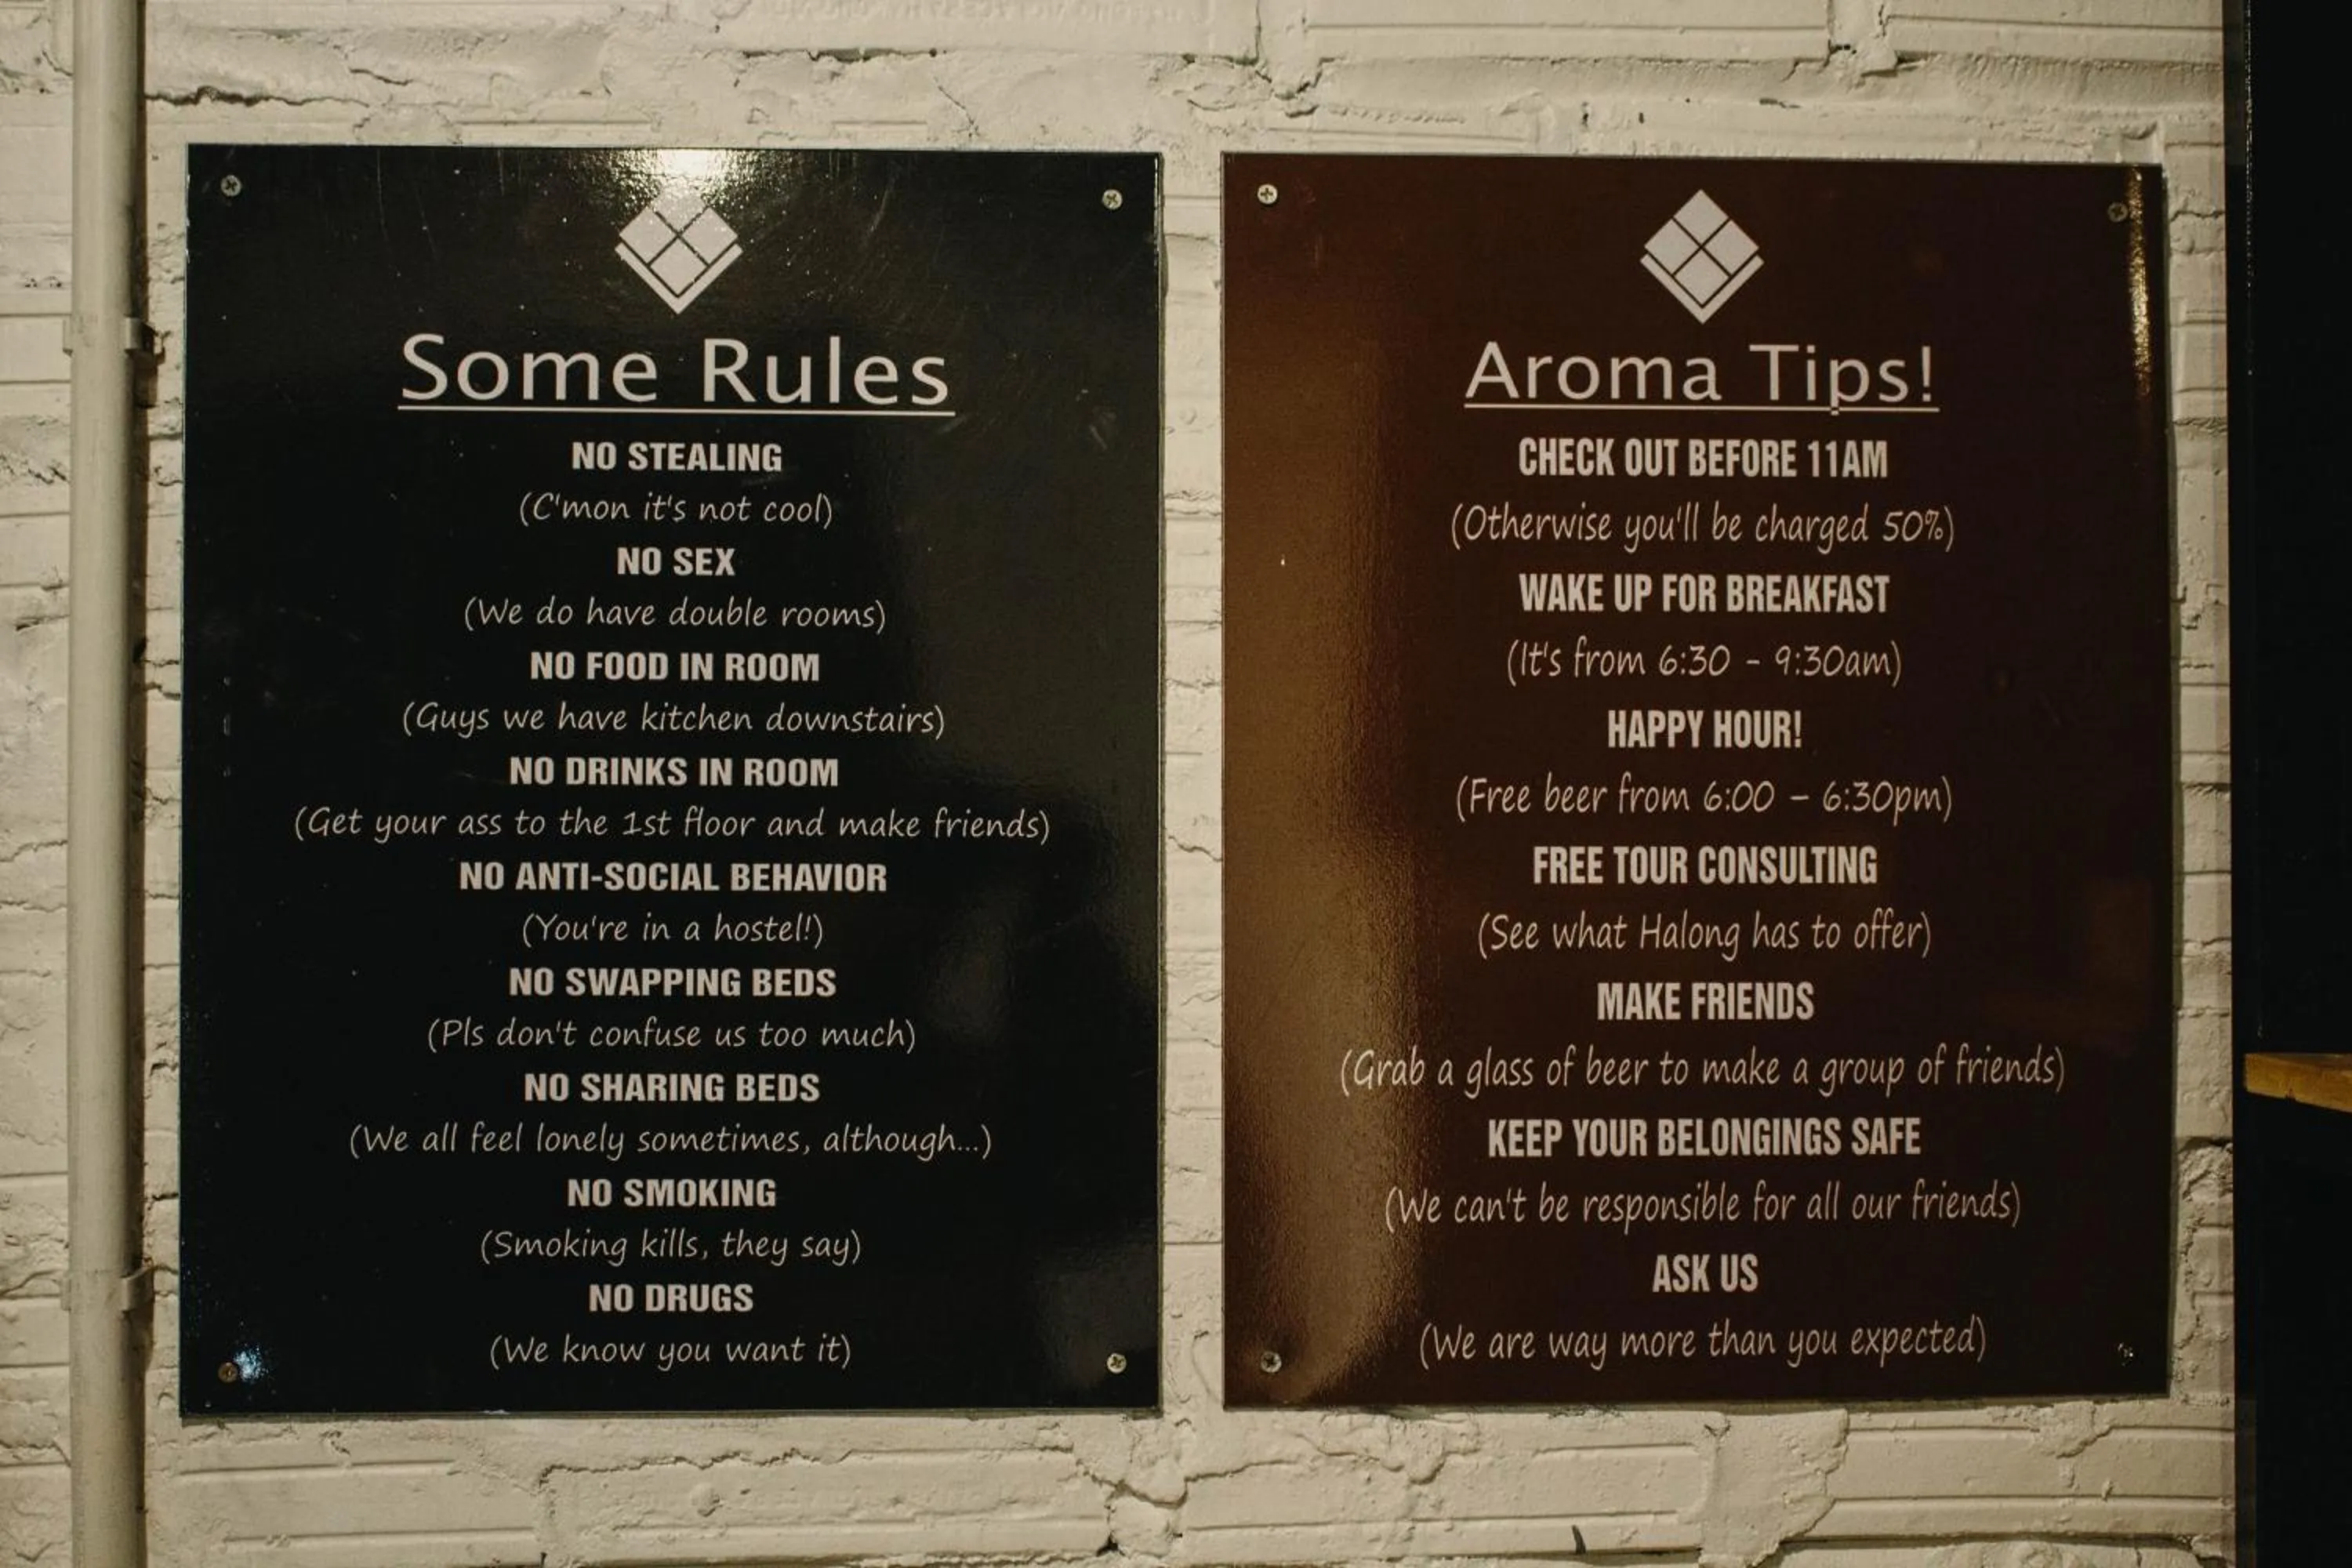 Some Rules
NO STEALING
(C'mon it's not cool)
NO SEX
(We do have double rooms)
NO FOOD IN ROOM
(Guys we have kitchen downstairs)
NO DRINKS IN ROOM
(Get your ass to the 1st floor and make friends)
NO ANTI-SOCIAL BEHAVIOR
(You're in a hostel!)
NO SWAPPING BEDS
(Pls don't confuse us too much)
NO SHARING BEDS
(We all feel lonely sometimes, although...)
NO SMOKING
(Smoking kills, they say)
NO DRUGS
(We know you want it)
Aroma Tips!
CHECK OUT BEFORE 11AM
(Otherwise you'll be charged 50%)
WAKE UP FOR BREAKFAST
(It's from 6:30 - 9:30am)
HAPPY HOUR!
(Free beer from 6:00 – 6:30pm)
FREE TOUR CONSULTING
(See what Halong has to offer)
MAKE FRIENDS
(Grab a glass of beer to make a group of friends)
KEEP YOUR BELONGINGS SAFE
(We can't be responsible for all our friends)
ASK US
(We are way more than you expected)